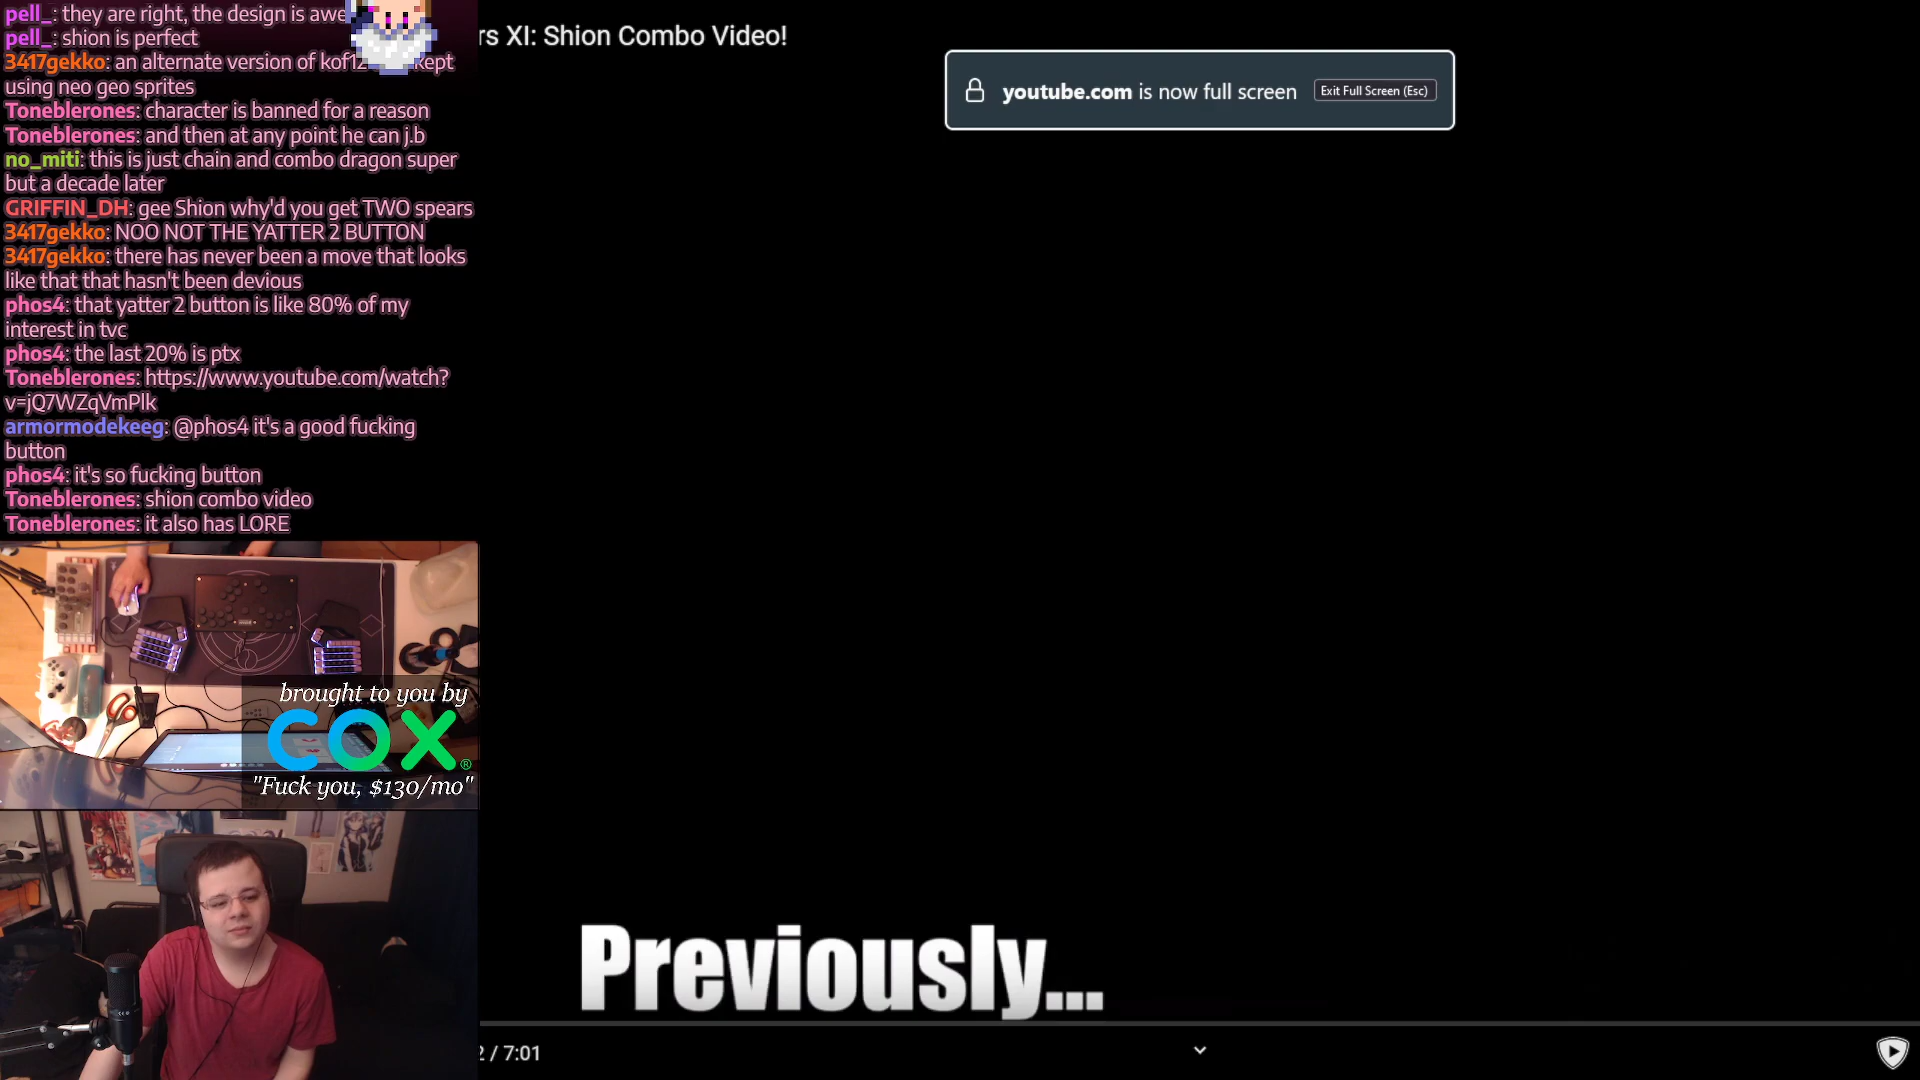 pell_: they are right, the design is awe
pell_: shion is perfect
3417gekko: an alternate version of kof12 kept
using neo geo sprites
Toneblerones: character is banned for a reason
Toneblerones: and then at any point he can j.b
no_miti: this is just chain and combo dragon super
but a decade later
GRIFFIN_DH: gee Shion why'd you get TWO spears
3417gekko: NOO NOT THE YATTER 2 BUTTON
3417gekko: there has never been a move that looks
like that that hasn't been devious
phos4: that yatter 2 button is like 80% of my
interest in tvc
phos4: the last 20% is ptx
Toneblerones: https://www.youtube.com/watch?
v=jQ7WZqVmPlk
armormodekeeg: @phos4 it's a good fucking
button
phos4: it's so fucking button
Toneblerones: shion combo video
Toneblerones: it also has LORE
brought to you by
COX®
"Fuck you, $130/mo"
rs XI: Shion Combo Video!
youtube.com is now full screen Exit Full Screen (Esc)
Previously...
2 / 7:01